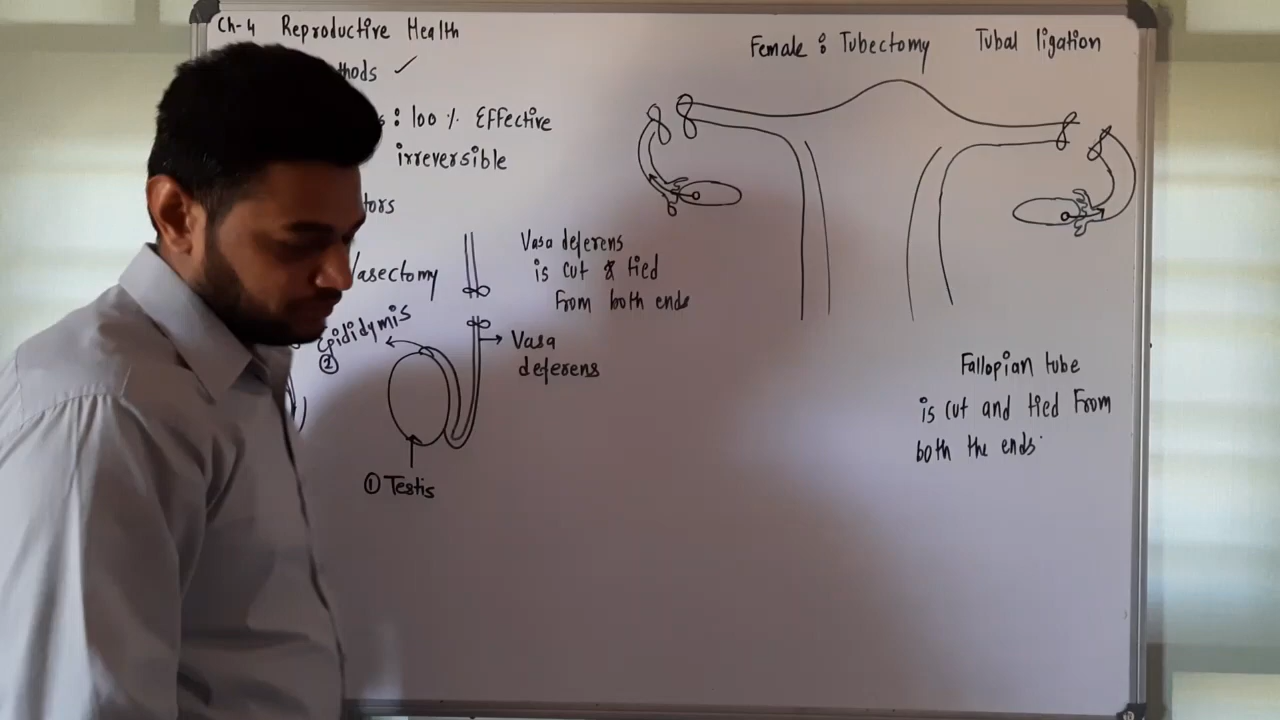 Ch-4 Reproductive Health
thods ✓
: 100 % Effective
irreversible
tors
Vasectomy
Vasa deferens
is cut & tied
From both ends
Epididymis
②
Vasa
deferens
① Testis
Female : Tubectomy Tubal ligation
Fallopian tube
is cut and tied From
both the ends